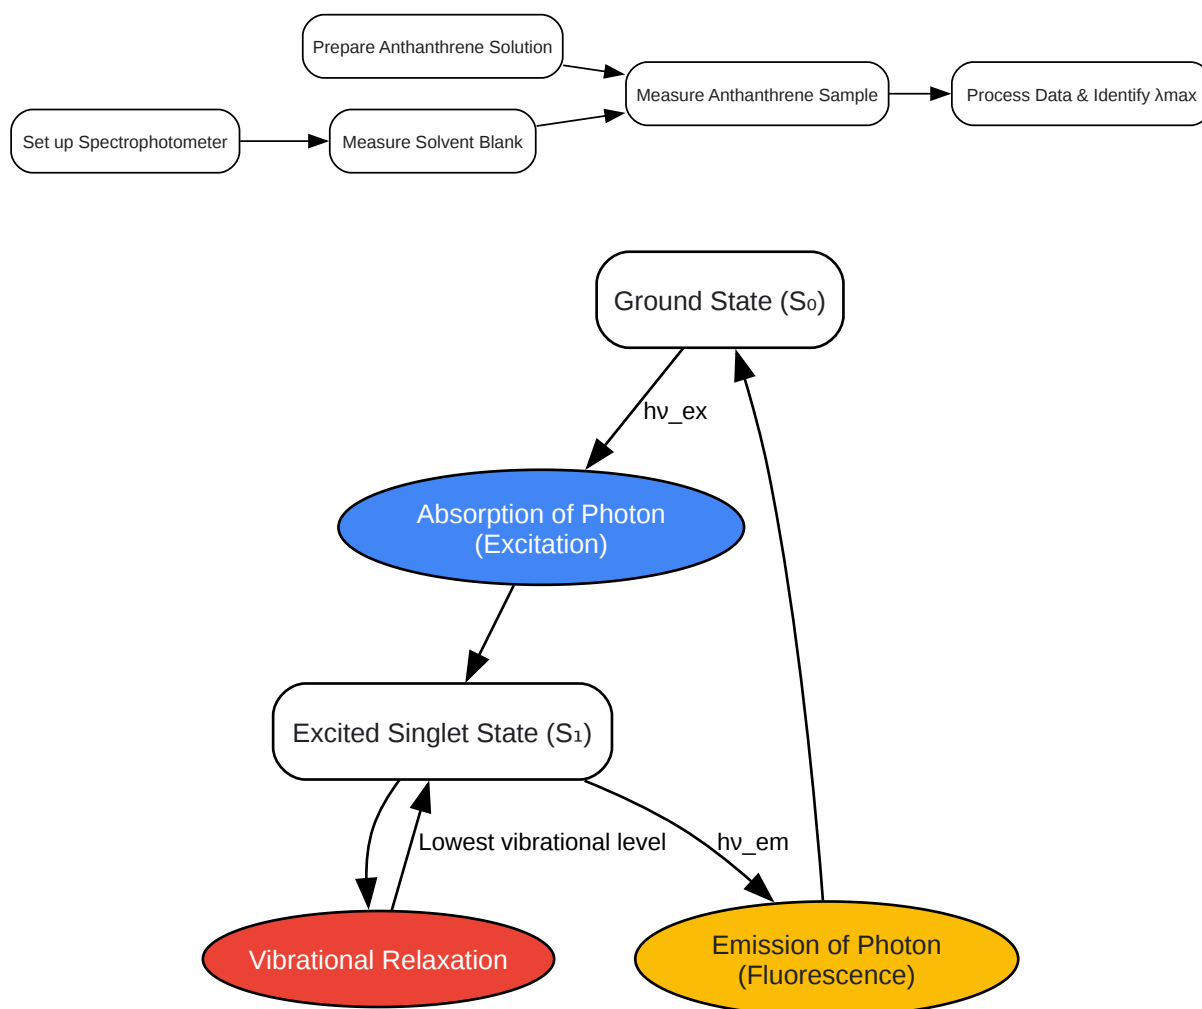 Prepare Anthanthrene Solution
Measure Anthanthrene Sample
Process Data & Identify λmax
Set up Spectrophotometer
Measure Solvent Blank
Ground State (S₀)
hν_ex
Absorption of Photon
(Excitation)
Excited Singlet State (S₁)
Lowest vibrational level
hν_em
Vibrational Relaxation
Emission of Photon
(Fluorescence)